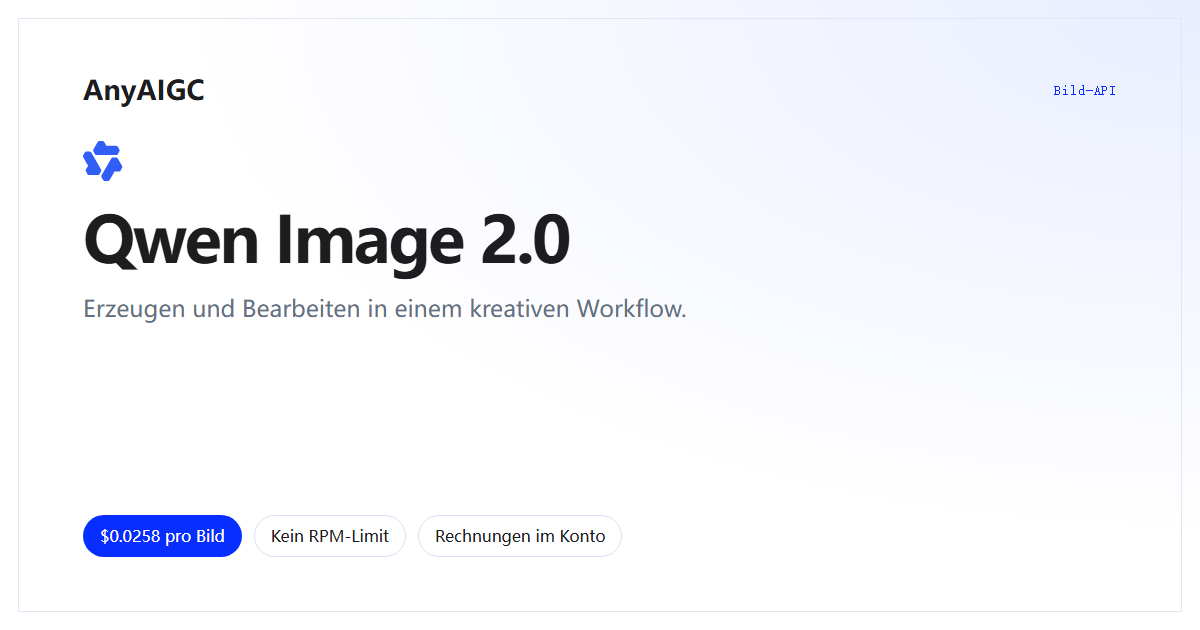 AnyAIGC
Bild-API
Qwen Image 2.0
Erzeugen und Bearbeiten in einem kreativen Workflow.
$0.0258 pro Bild
Kein RPM-Limit
Rechnungen im Konto